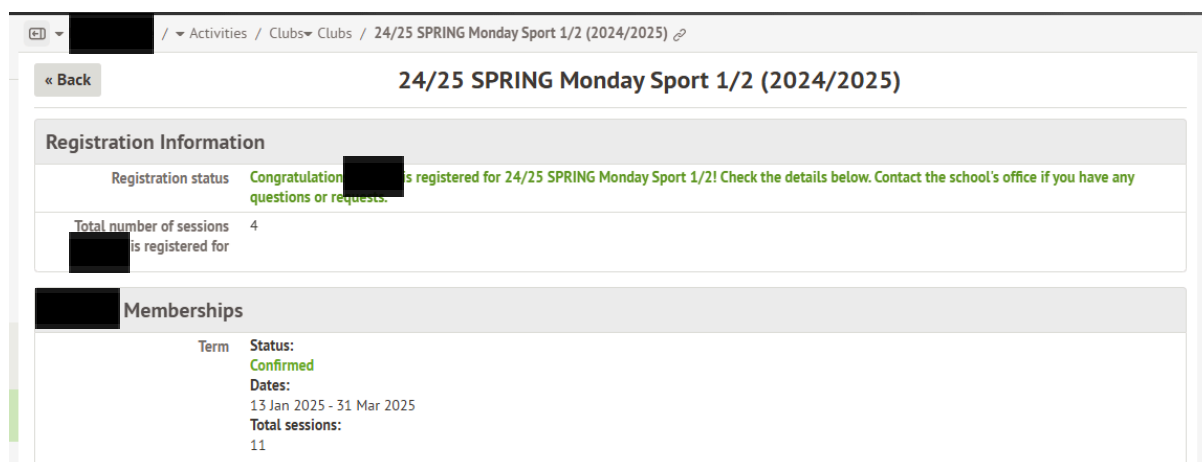 / Activities / Clubs Clubs / 24/25 SPRING Monday Sport 1/2 (2024/2025)
« Back
24/25 SPRING Monday Sport 1/2 (2024/2025)
Registration Information
Registration status
Congratulation is registered for 24/25 SPRING Monday Sport 1/2! Check the details below. Contact the school's office if you have any
questions or requests.
Total number of sessions
is registered for
4
Memberships
Term
Status:
Confirmed
Dates:
13 Jan 2025 - 31 Mar 2025
Total sessions:
11